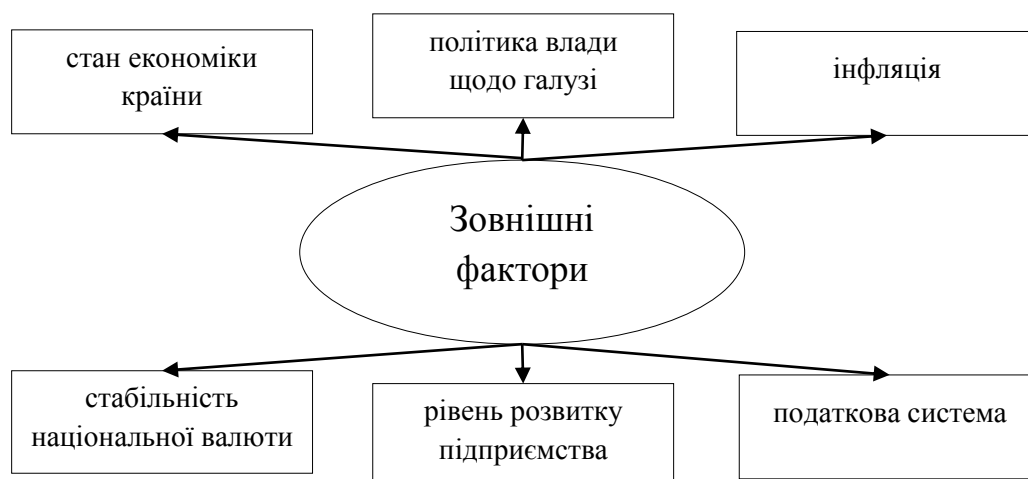 стан економіки
країни
політика влади
щодо галузі
інфляція
Зовнішні
фактори
стабільність
національної валюти
рівень розвитку
підприємства
податкова система